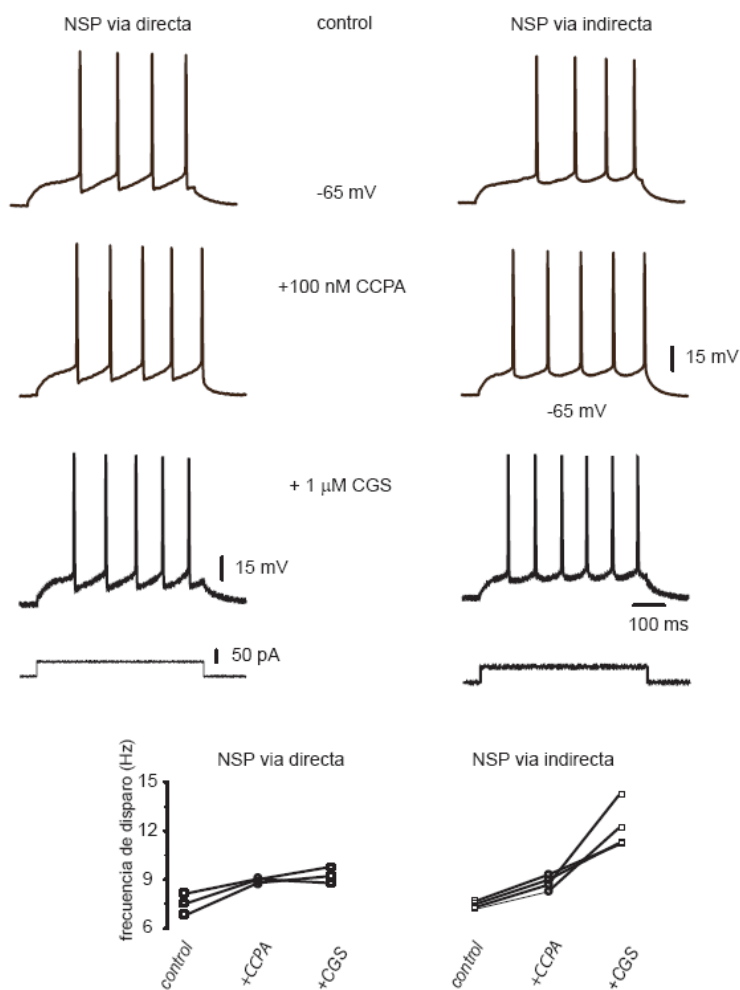 NSP via directa
control
NSP via indirecta
-65 mV
+100 nM CCPA
15 mV
-65 mV
+ 1 µM CGS
15 mV
100 ms
50 pA
NSP via directa
NSP via indirecta
frecuencia de disparo (Hz)
15
12
9
6
control
+CCPA
+CGS
control
+CCPA
+CGS